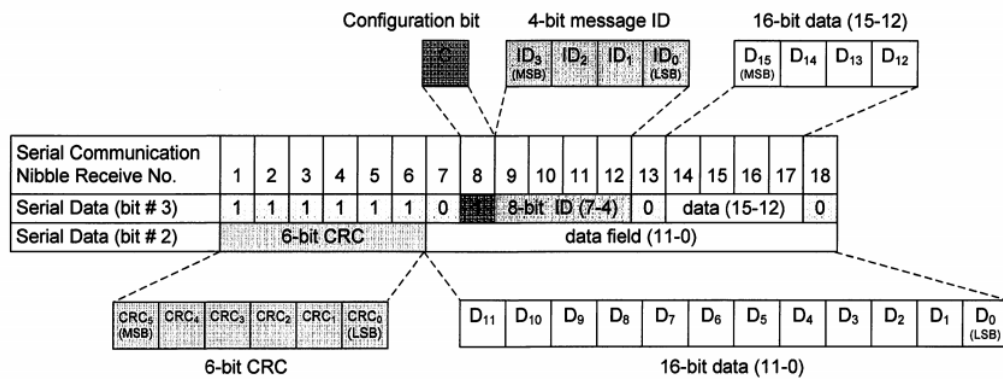 Configuration bit 4-bit message ID 16-bit data (15-12)
C ID3 ID2 ID1 ID0 D15 D14 D13 D12
(MSB) (LSB) (MSB)
Serial Communication
Nibble Receive No. 1 2 3 4 5 6 7 8 9 10 11 12 13 14 15 16 17 18
Serial Data (bit # 3) 1 1 1 1 1 1 0 1 8-bit ID (7-4) 0 data (15-12) 0
Serial Data (bit # 2) 6-bit CRC data field (11-0)
CRC5 CRC4 CRC3 CRC2 CRC1 CRC0 D11 D10 D9 D8 D7 D6 D5 D4 D3 D2 D1 D0
(MSB) (LSB) (LSB)
6-bit CRC 16-bit data (11-0)